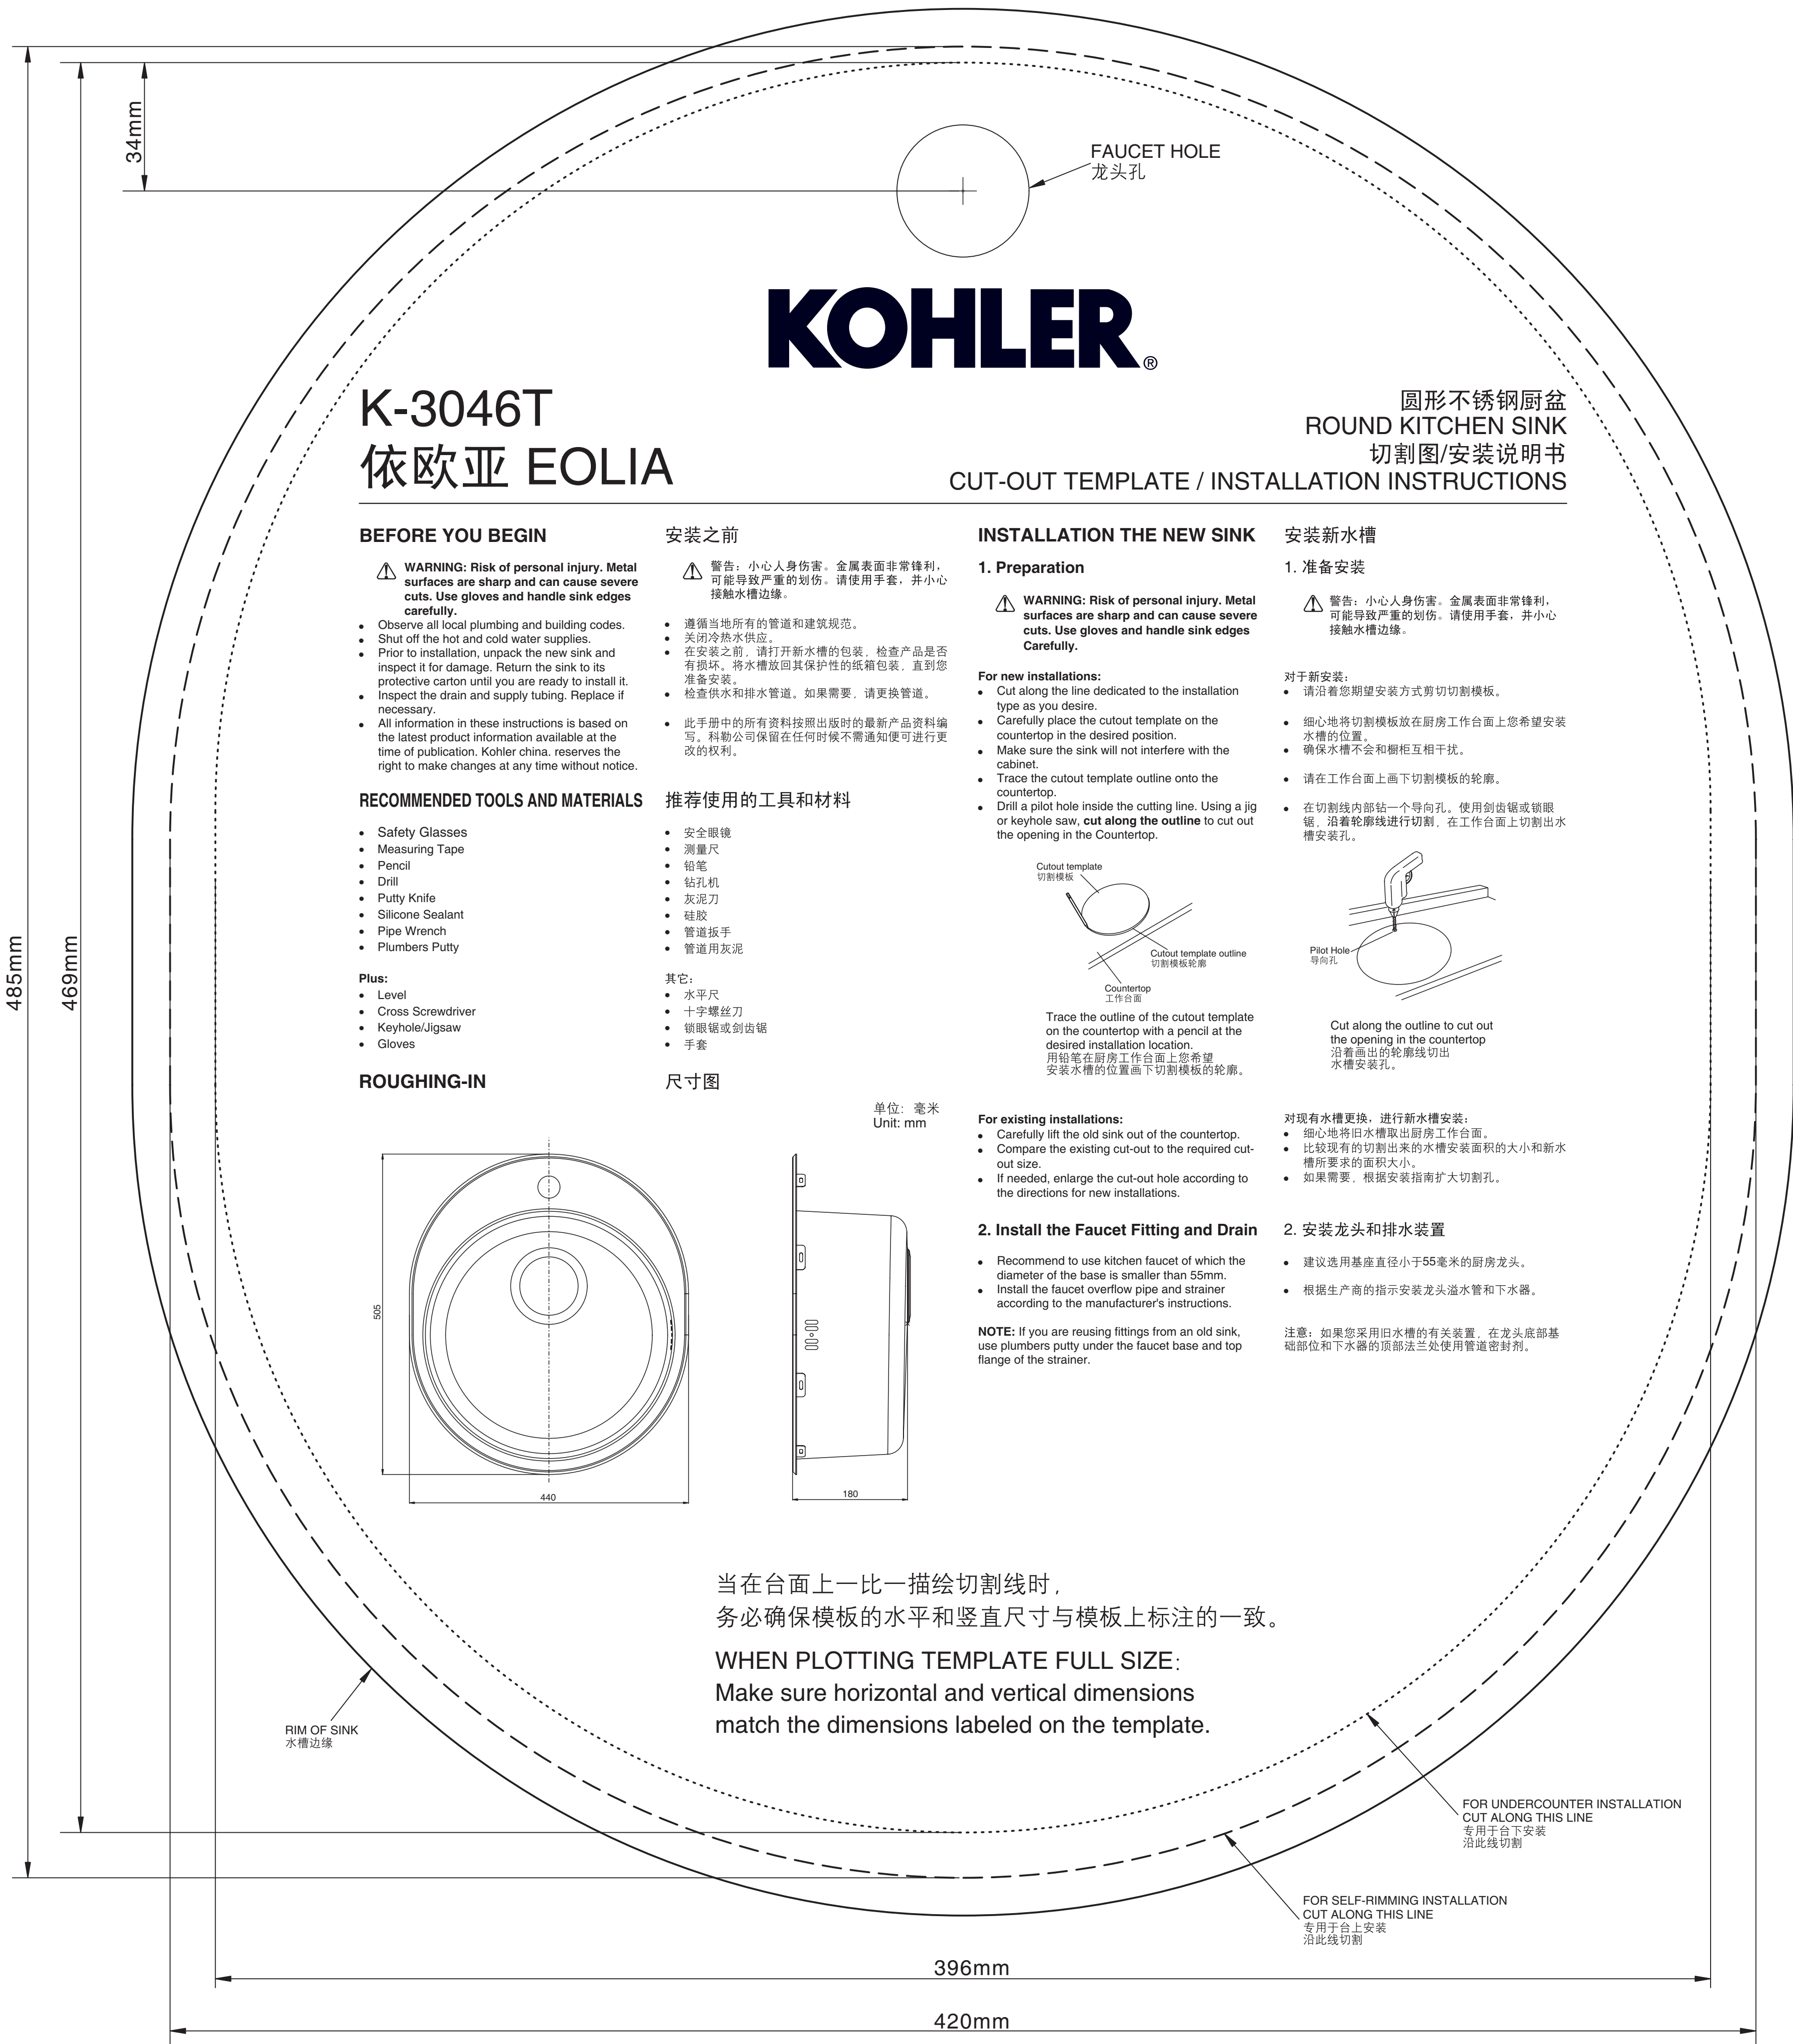 34mm
FAUCET HOLE
龙头孔
KOHLER®
K-3046T
依欧亚 EOLIA
圆形不锈钢厨盆
ROUND KITCHEN SINK
切割图/安装说明书
CUT-OUT TEMPLATE / INSTALLATION INSTRUCTIONS
BEFORE YOU BEGIN
WARNING: Risk of personal injury. Metal
surfaces are sharp and can cause severe
cuts. Use gloves and handle sink edges
carefully.
• Observe all local plumbing and building codes.
• Shut off the hot and cold water supplies.
• Prior to installation, unpack the new sink and
inspect it for damage. Return the sink to its
protective carton until you are ready to install it.
• Inspect the drain and supply tubing. Replace if
necessary.
• All information in these instructions is based on
the latest product information available at the
time of publication. Kohler china. reserves the
right to make changes at any time without notice.
RECOMMENDED TOOLS AND MATERIALS
• Safety Glasses
• Measuring Tape
• Pencil
• Drill
• Putty Knife
• Silicone Sealant
• Pipe Wrench
• Plumbers Putty
Plus:
• Level
• Cross Screwdriver
• Keyhole/Jigsaw
• Gloves
ROUGHING-IN
安装之前
警告：小心人身伤害。金属表面非常锋利，
可能导致严重的划伤。请使用手套，并小心
接触水槽边缘。
• 遵循当地所有的管道和建筑规范。
• 关闭冷热水供应。
• 在安装之前，请打开新水槽的包装，检查产品是否
有损坏。将水槽放回其保护性的纸箱包装，直到您
准备安装。
• 检查供水和排水管道。如果需要，请更换管道。
• 此手册中的所有资料按照出版时的最新产品资料编
写。科勒公司保留在任何时候不需通知便可进行更
改的权利。
推荐使用的工具和材料
• 安全眼镜
• 测量尺
• 铅笔
• 钻孔机
• 灰泥刀
• 硅胶
• 管道扳手
• 管道用灰泥
其它：
• 水平尺
• 十字螺丝刀
• 锁眼锯或剑齿锯
• 手套
尺寸图
单位：毫米
Unit: mm
505
440
180
INSTALLATION THE NEW SINK
1. Preparation
WARNING: Risk of personal injury. Metal
surfaces are sharp and can cause severe
cuts. Use gloves and handle sink edges
Carefully.
For new installations:
• Cut along the line dedicated to the installation
type as you desire.
• Carefully place the cutout template on the
countertop in the desired position.
• Make sure the sink will not interfere with the
cabinet.
• Trace the cutout template outline onto the
countertop.
• Drill a pilot hole inside the cutting line. Using a jig
or keyhole saw, cut along the outline to cut out
the opening in the Countertop.
Cutout template
切割模板
Cutout template outline
切割模板轮廓
Countertop
工作台面
Trace the outline of the cutout template
on the countertop with a pencil at the
desired installation location.
用铅笔在厨房工作台面上您希望
安装水槽的位置画下切割模板的轮廓。
For existing installations:
• Carefully lift the old sink out of the countertop.
• Compare the existing cut-out to the required cut-
out size.
• If needed, enlarge the cut-out hole according to
the directions for new installations.
2. Install the Faucet Fitting and Drain
• Recommend to use kitchen faucet of which the
diameter of the base is smaller than 55mm.
• Install the faucet overflow pipe and strainer
according to the manufacturer's instructions.
NOTE: If you are reusing fittings from an old sink,
use plumbers putty under the faucet base and top
flange of the strainer.
安装新水槽
1. 准备安装
警告：小心人身伤害。金属表面非常锋利，
可能导致严重的划伤。请使用手套，并小心
接触水槽边缘。
对于新安装：
• 请沿着您期望安装方式剪切切割模板。
• 细心地将切割模板放在厨房工作台面上您希望安装
水槽的位置。
• 确保水槽不会和橱柜互相干扰。
• 请在工作台面上画下切割模板的轮廓。
• 在切割线内部钻一个导向孔。使用剑齿锯或锁眼
锯，沿着轮廓线进行切割，在工作台面上切割出水
槽安装孔。
Pilot Hole
导向孔
Cut along the outline to cut out
the opening in the countertop
沿着画出的轮廓线切出
水槽安装孔。
对现有水槽更换，进行新水槽安装：
• 细心地将旧水槽取出厨房工作台面。
• 比较现有的切割出来的水槽安装面积的大小和新水
槽所要求的面积大小。
• 如果需要，根据安装指南扩大切割孔。
2. 安装龙头和排水装置
• 建议选用基座直径小于55毫米的厨房龙头。
• 根据生产商的指示安装龙头溢水管和下水器。
注意：如果您采用旧水槽的有关装置，在龙头底部基
础部位和下水器的顶部法兰处使用管道密封剂。
485mm
469mm
当在台面上一比一描绘切割线时，
务必确保模板的水平和竖直尺寸与模板上标注的一致。
WHEN PLOTTING TEMPLATE FULL SIZE:
Make sure horizontal and vertical dimensions
match the dimensions labeled on the template.
RIM OF SINK
水槽边缘
FOR UNDERCOUNTER INSTALLATION
CUT ALONG THIS LINE
专用于台下安装
沿此线切割
FOR SELF-RIMMING INSTALLATION
CUT ALONG THIS LINE
专用于台上安装
沿此线切割
396mm
420mm